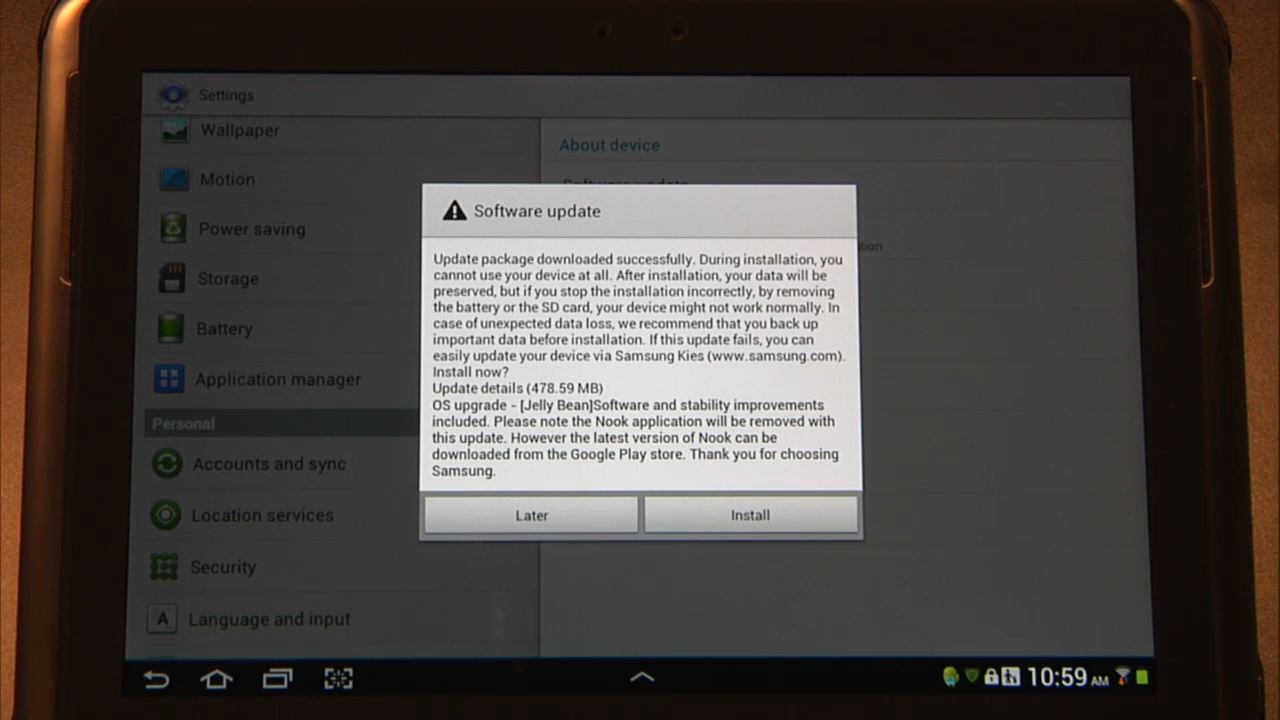 Settings
Wallpaper
Motion
Power saving
Storage
Battery
Application manager
Personal
Accounts and sync
Location services
Security
Language and input
About device
Software update
Software update
Update package downloaded successfully. During installation, you
cannot use your device at all. After installation, your data will be
preserved, but if you stop the installation incorrectly, by removing
the battery or the SD card, your device might not work normally. In
case of unexpected data loss, we recommend that you back up
important data before installation. If this update fails, you can
easily update your device via Samsung Kies (www.samsung.com).
Install now?
Update details (478.59 MB)
OS upgrade - [Jelly Bean]Software and stability improvements
included. Please note the Nook application will be removed with
this update. However the latest version of Nook can be
downloaded from the Google Play store. Thank you for choosing
Samsung.
Later
Install
A
10:59 AM